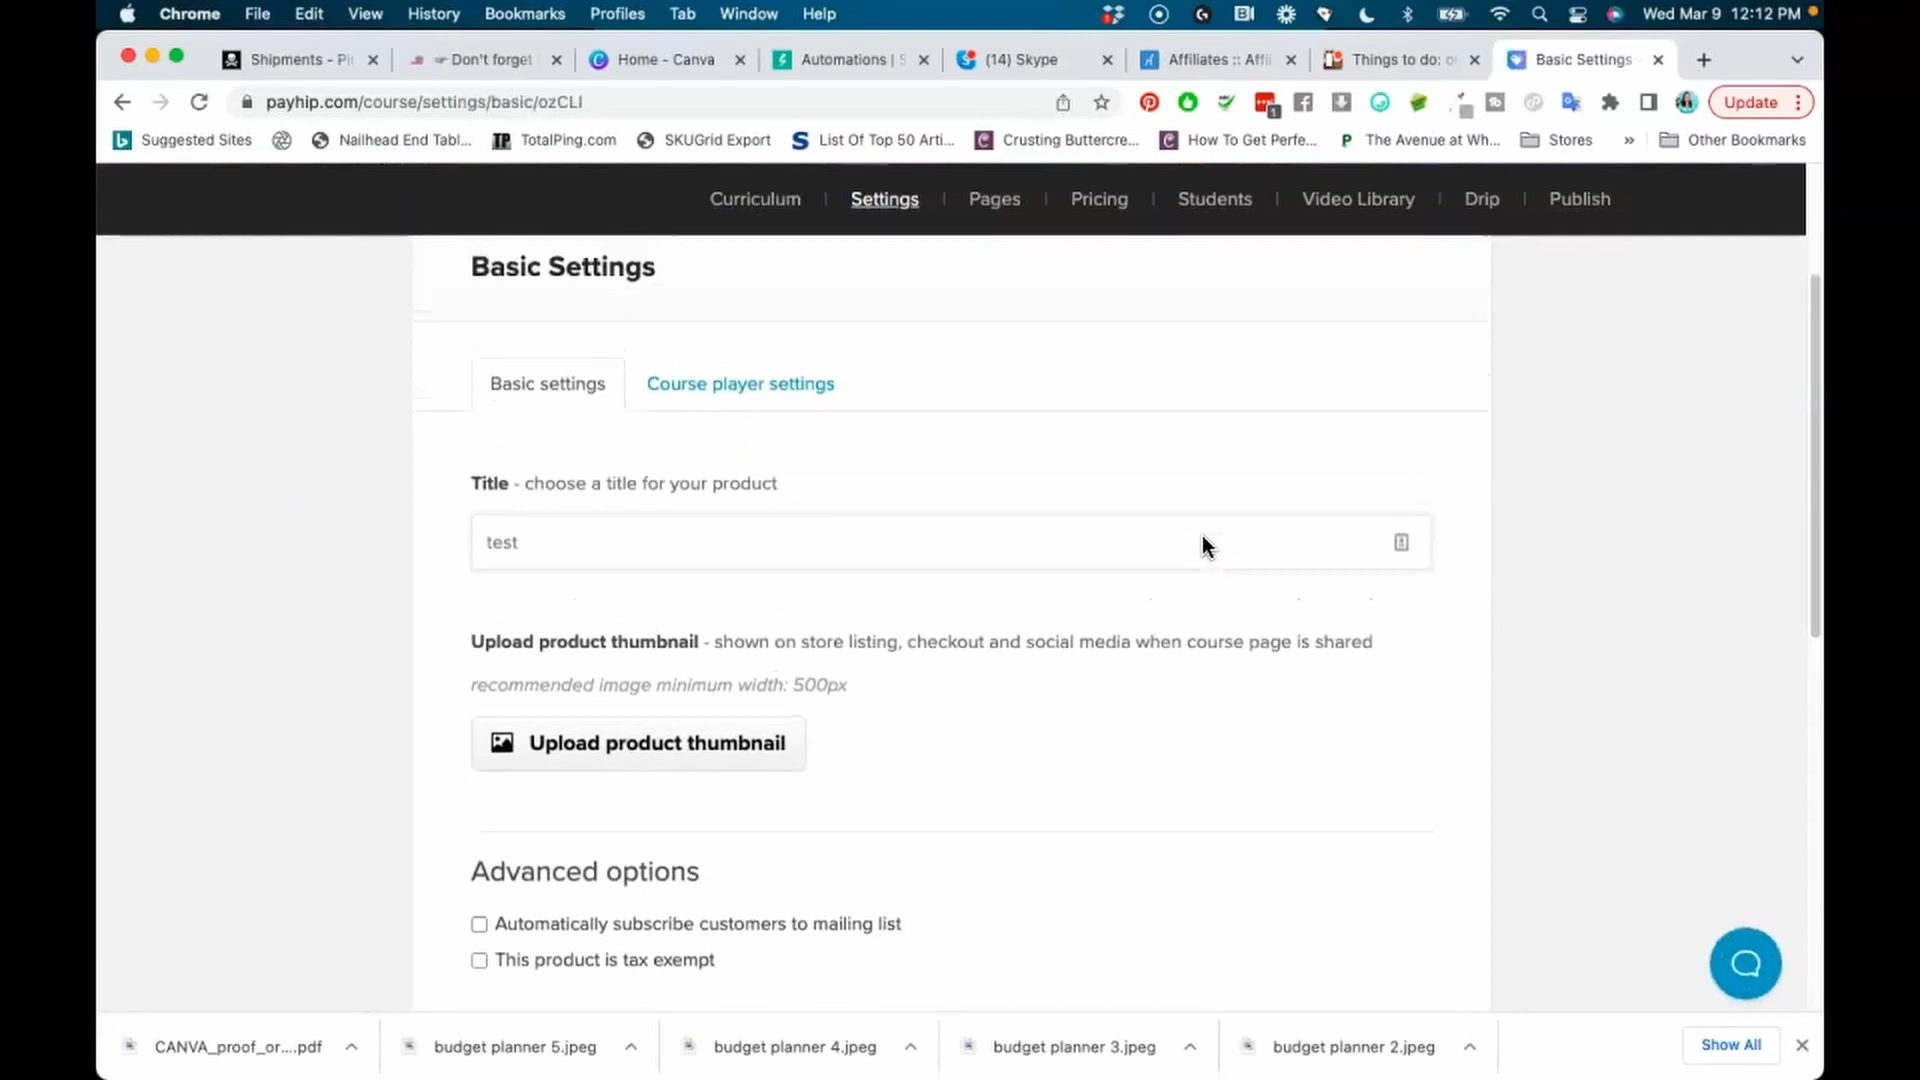 Chrome File Edit View History Bookmarks Profiles Tab Window Help Wed Mar 9 12:12 PM
Shipments - Pi Don't forget Home - Canva Automations | S (14) Skype Affiliates :: Affil Things to do: o Basic Settings
payhip.com/course/settings/basic/ozCLI Update
Suggested Sites Nailhead End Tabl... TotalPing.com SKUGrid Export List Of Top 50 Arti... Crusting Buttercre... How To Get Perfe... The Avenue at Wh... Stores » Other Bookmarks
Curriculum | Settings | Pages | Pricing | Students | Video Library | Drip | Publish
Basic Settings
Basic settings Course player settings
Title - choose a title for your product
test
Upload product thumbnail - shown on store listing, checkout and social media when course page is shared
recommended image minimum width: 500px
Upload product thumbnail
Advanced options
Automatically subscribe customers to mailing list
This product is tax exempt
CANVA_proof_or....pdf budget planner 5.jpeg budget planner 4.jpeg budget planner 3.jpeg budget planner 2.jpeg Show All